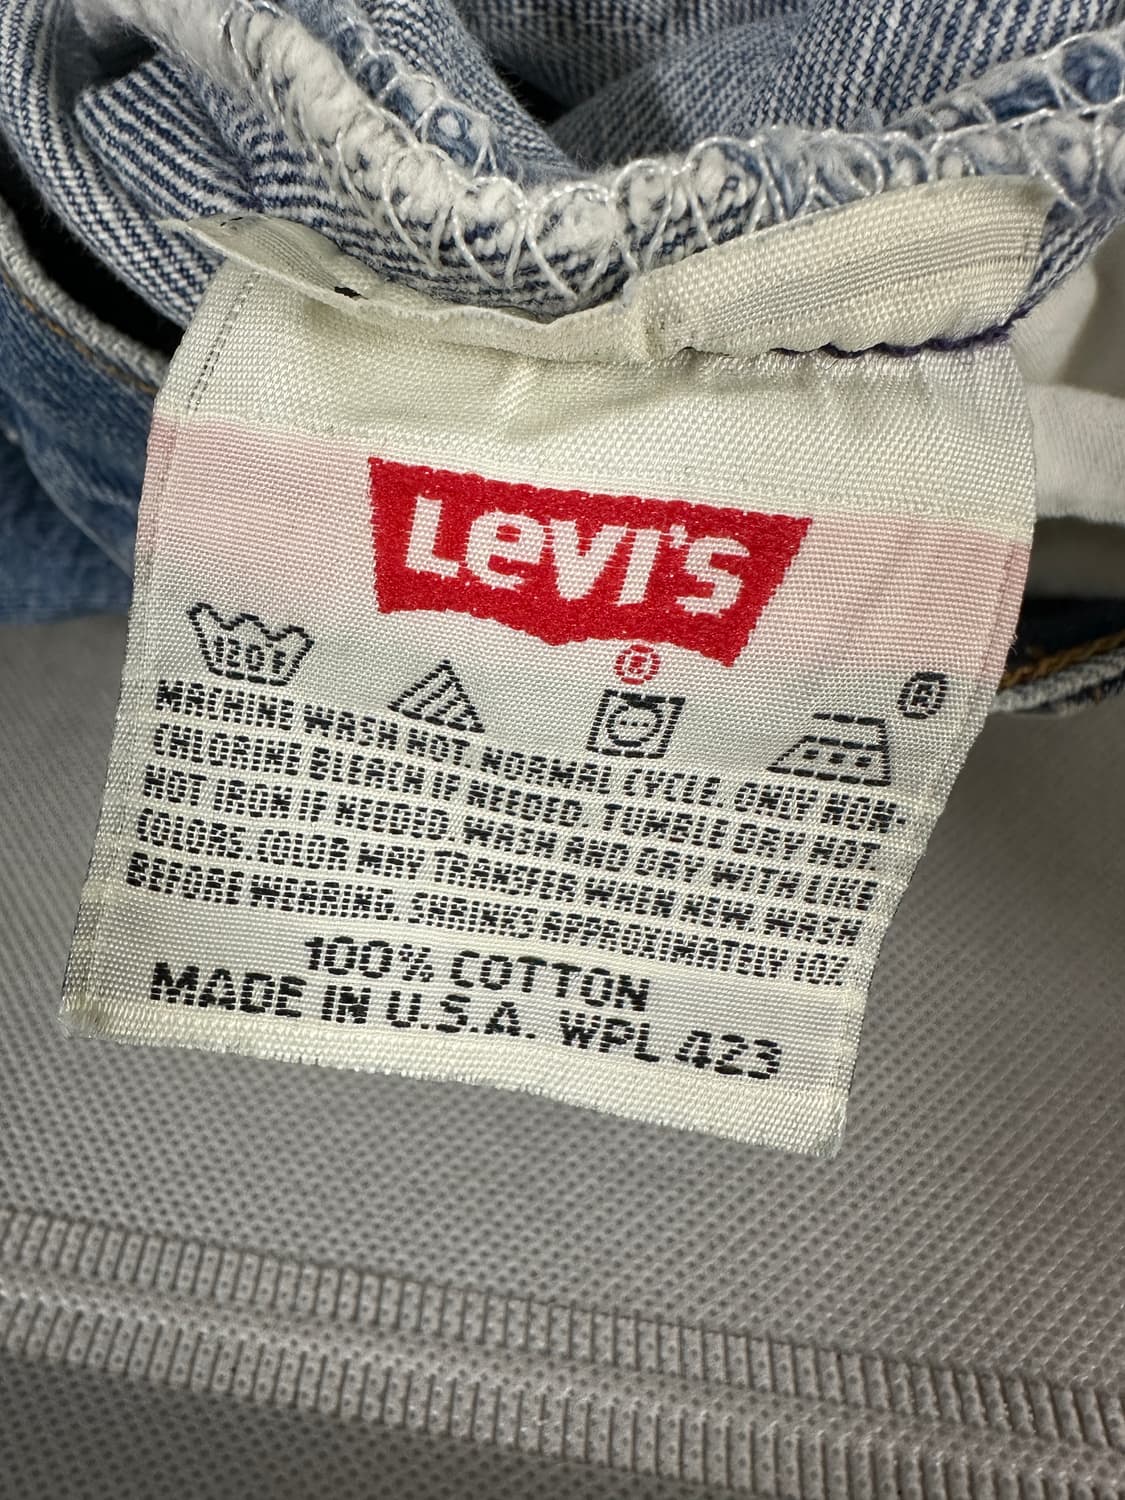 Levi's
®
120F
®
MACHINE WASH HOT. NORMAL CYCLE. ONLY NON-
CHLORINE BLEACH IF NEEDED. TUMBLE DRY HOT.
HOT IRON IF NEEDED. WASH AND DRY WITH LIKE
COLORS. COLOR MAY TRANSFER WHEN NEW. WASH
BEFORE WEARING. SHRINKS APPROXIMATELY 10%
100% COTTON
MADE IN U.S.A. WPL 423